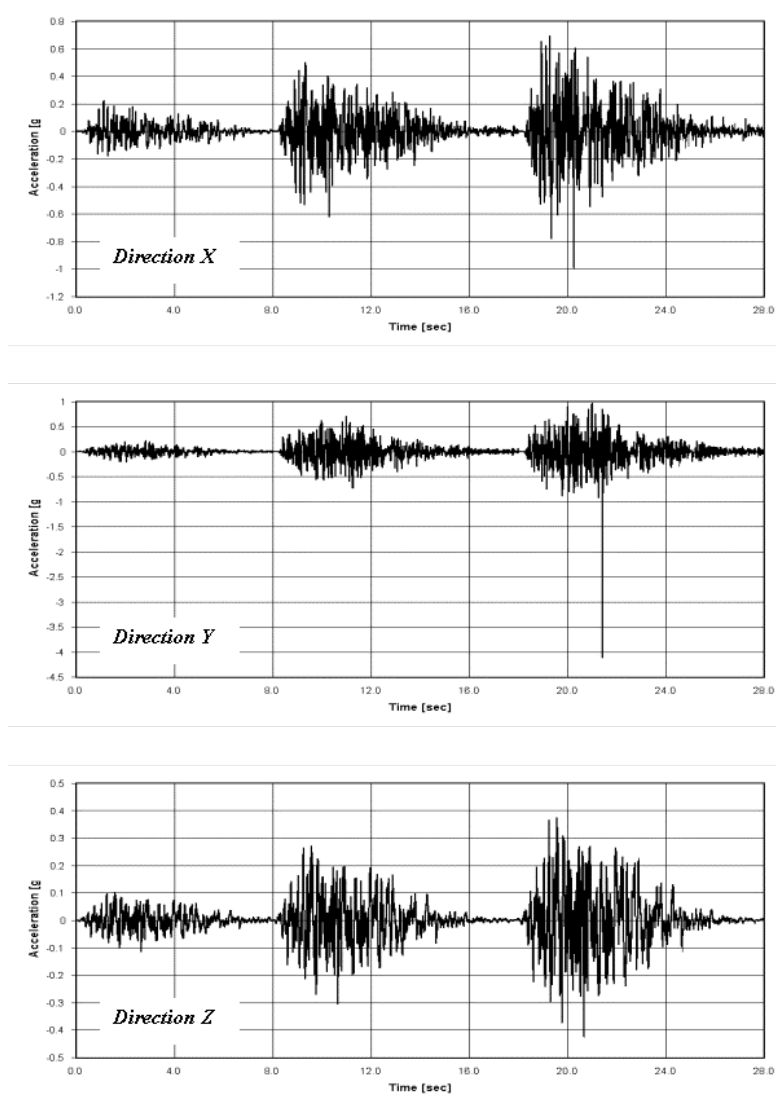 0.8
0.6
0.4
0.2
0
-0.2
-0.4
-0.6
-0.8
-1
-1.2
Acceleration [g
Direction X
0.0 4.0 8.0 12.0 16.0 20.0 24.0 28.0
Time [sec]
1
0.5
0
-0.5
-1
-1.5
-2
-2.5
-3
-3.5
-4
-4.5
Acceleration [g
Direction Y
0.0 4.0 8.0 12.0 16.0 20.0 24.0 28.0
Time [sec]
0.5
0.4
0.3
0.2
0.1
0
-0.1
-0.2
-0.3
-0.4
-0.5
Acceleration [g
Direction Z
0.0 4.0 8.0 12.0 16.0 20.0 24.0 28.0
Time [sec]